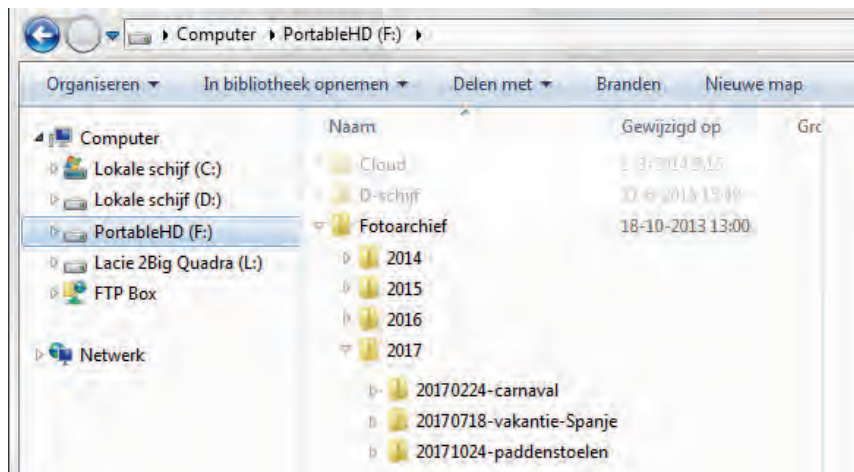 Computer PortableHD (F:)
Organiseren In bibliotheek opnemen Delen met Branden Nieuwe map
Computer
Lokale schijf (C:)
Lokale schijf (D:)
PortableHD (F:)
Lacie 2Big Quadra (L:)
FTP Box
Netwerk
Naam Gewijzigd op Grc
Cloud
D-schijf
Fotoarchief 18-10-2013 13:00
2014
2015
2016
2017
20170224-carnaval
20170718-vakantie-Spanje
20171024-paddenstoelen